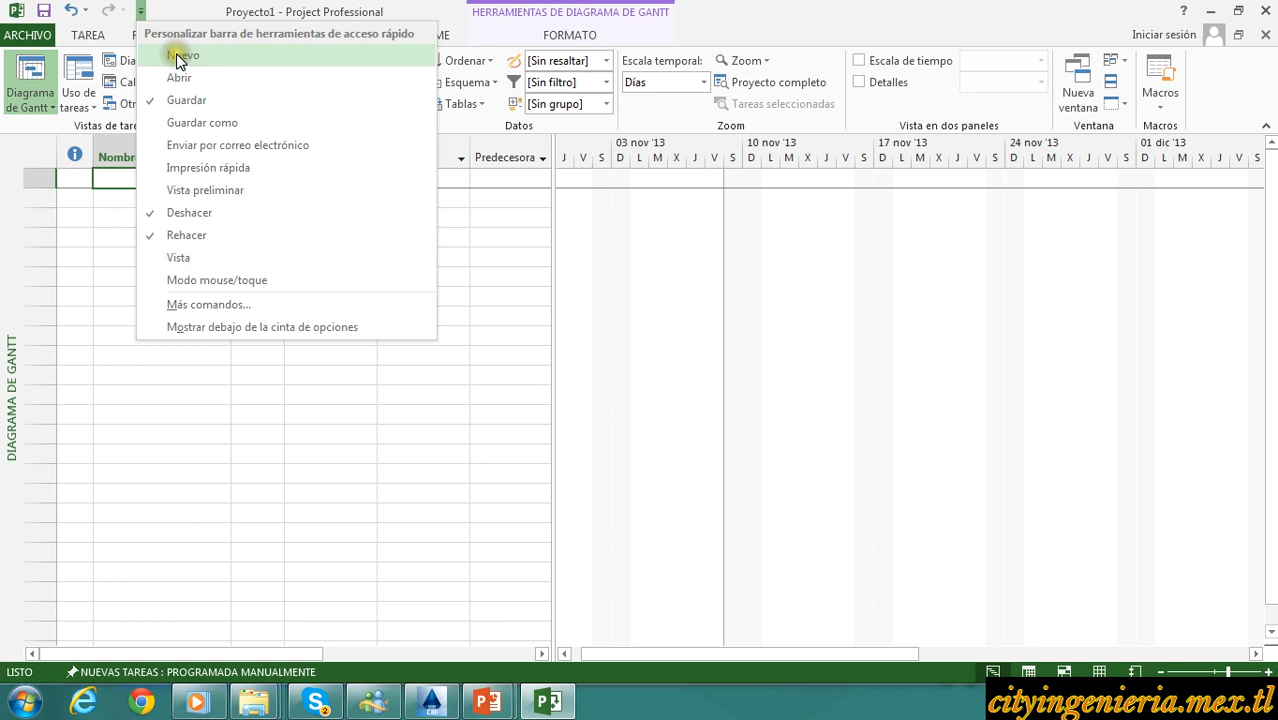 Proyecto1 - Project Professional
HERRAMIENTAS DE DIAGRAMA DE GANTT
?
ARCHIVO
TAREA
FORMATO
Iniciar sesión
Personalizar barra de herramientas de acceso rápido
Nuevo
Abrir
Guardar
Guardar como
Enviar por correo electrónico
Impresión rápida
Vista preliminar
Deshacer
Rehacer
Vista
Modo mouse/toque
Más comandos...
Mostrar debajo de la cinta de opciones
Diagrama
de Gantt
Uso de
tareas
Vistas de tare
Ordenar
Esquema
Tablas
[Sin resaltar]
[Sin filtro]
[Sin grupo]
Datos
Escala temporal:
Días
Zoom
Proyecto completo
Tareas seleccionadas
Zoom
Escala de tiempo
Detalles
Vista en dos paneles
Nueva
ventana
Ventana
Macros
Macros
Nombr
Predecesora
03 nov '13
10 nov '13
17 nov '13
24 nov '13
01 dic '13
J V S D L M X J V S D L M X J V S D L M X J V S D L M X J V S D L M X J V S
DIAGRAMA DE GANTT
LISTO
NUEVAS TAREAS : PROGRAMADA MANUALMENTE
2
cityingenieria.mex.tl